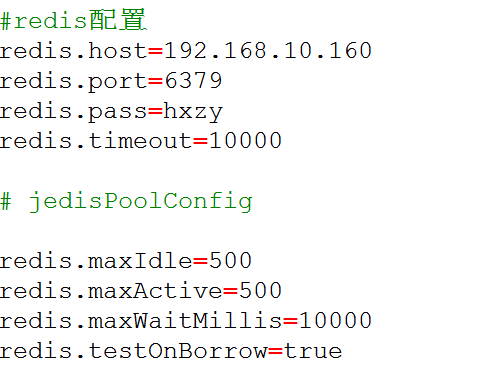 #redis配置
redis.host=192.168.10.160
redis.port=6379
redis.pass=hxzy
redis.timeout=10000
# jedisPoolConfig
redis.maxIdle=500
redis.maxActive=500
redis.maxWaitMillis=10000
redis.testOnBorrow=true